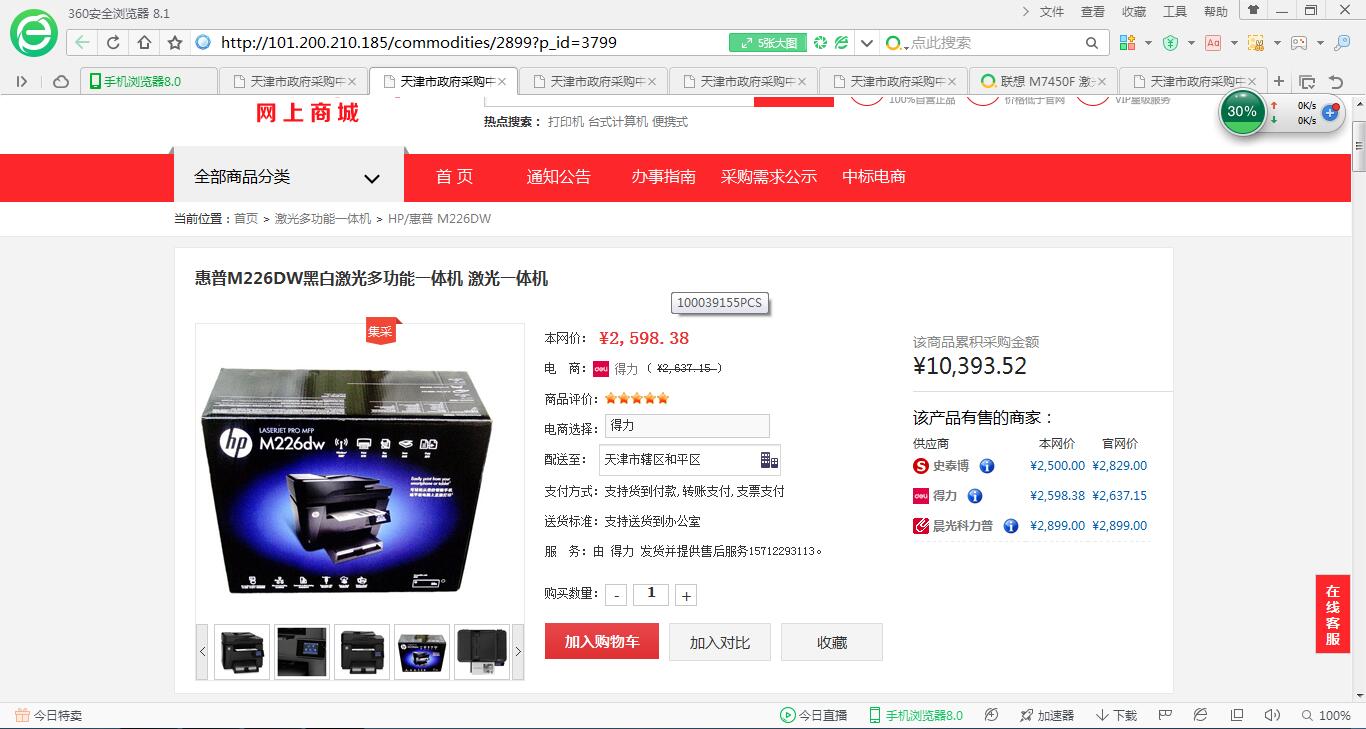 360安全浏览器 8.1
文件 查看 收藏 工具 帮助
http://101.200.210.185/commodities/2899?p_id=3799
5张大图
点此搜索
手机浏览器8.0
天津市政府采购中
天津市政府采购中
天津市政府采购中
天津市政府采购中
天津市政府采购中
联想 M7450F 激
天津市政府采购中
30%
0K/s
0K/s
网上商城
100%自营正品 价格低于官网 VIP星级服务
热点搜索：打印机 台式计算机 便携式
全部商品分类
首 页 通知公告 办事指南 采购需求公示 中标电商
当前位置：首页 > 激光多功能一体机 > HP/惠普 M226DW
惠普M226DW黑白激光多功能一体机 激光一体机
100039155PCS
集采
hp
LASERJET PRO MFP
M226dw
Easily print from your
smartphone or tablet
本网价： ¥2,598.38
电 商： deli 得力 （ ¥2,637.15 ）
商品评价：
电商选择： 得力
配送至： 天津市辖区和平区
支付方式：支持货到付款, 转账支付, 支票支付
送货标准：支持送货到办公室
服 务：由 得力 发货并提供售后服务15712293113。
购买数量： - 1 +
加入购物车 加入对比 收藏
该商品累积采购金额
¥10,393.52
该产品有售的商家：
供应商 本网价 官网价
S 史泰博 ¥2,500.00 ¥2,829.00
deli 得力 ¥2,598.38 ¥2,637.15
晨光科力普 ¥2,899.00 ¥2,899.00
在线客服
今日特卖
今日直播 手机浏览器8.0 加速器 下载 100%